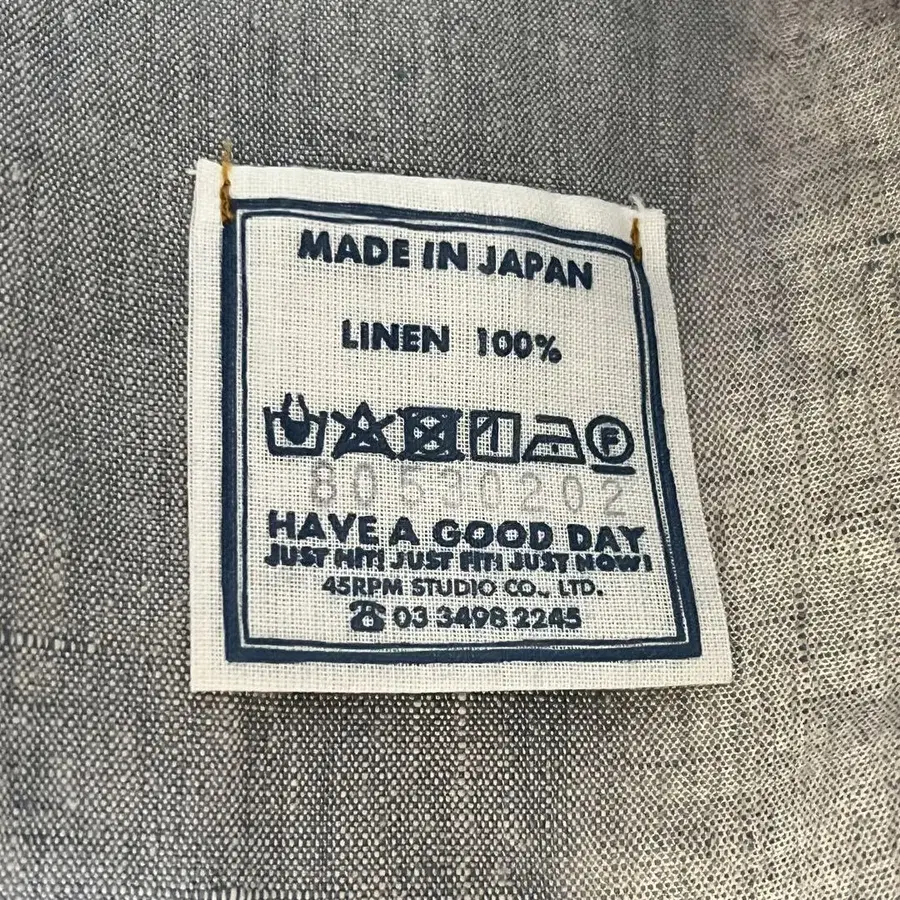 MADE IN JAPAN
LINEN 100%
F
80530202
HAVE A GOOD DAY
JUST HIT! JUST FIT! JUST NOW!
45RPM STUDIO CO., LTD.
☎ 03 3498 2245